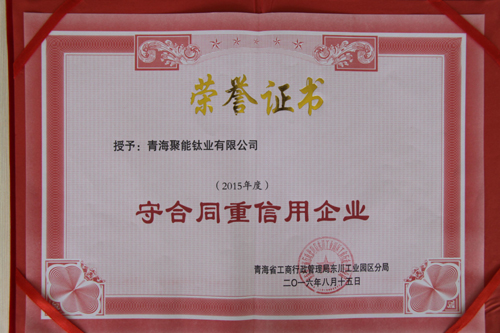 荣誉证书
授予：青海聚能钛业有限公司
（2015年度）
守合同重信用企业
青海省工商行政管理局东川工业园区分局
二〇一六年八月十五日